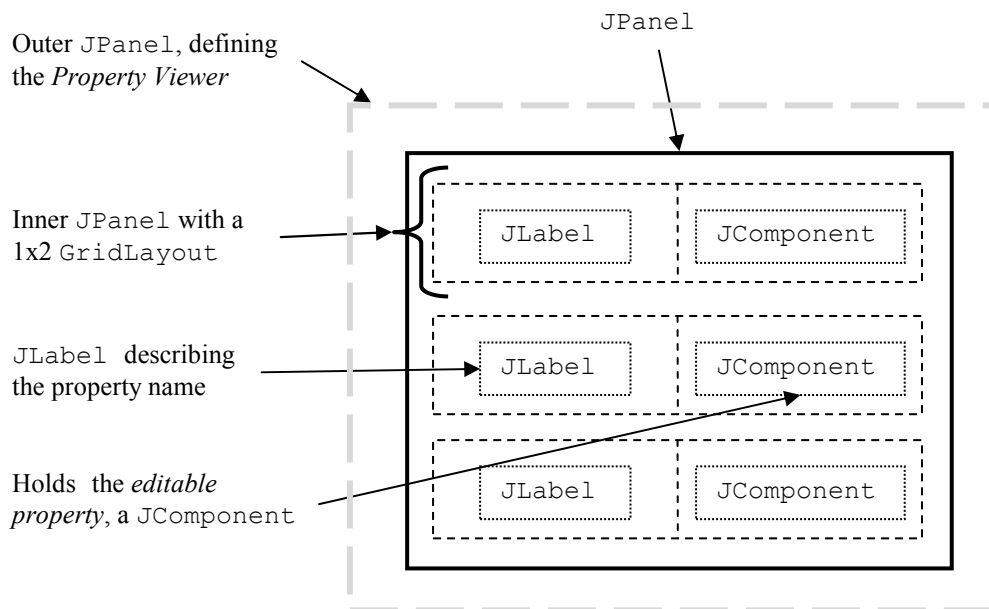 JPanel
Outer JPanel, defining
the Property Viewer
Inner JPanel with a
1x2 GridLayout
JLabel
JComponent
JLabel describing
the property name
JLabel
JComponent
Holds the editable
property, a JComponent
JLabel
JComponent